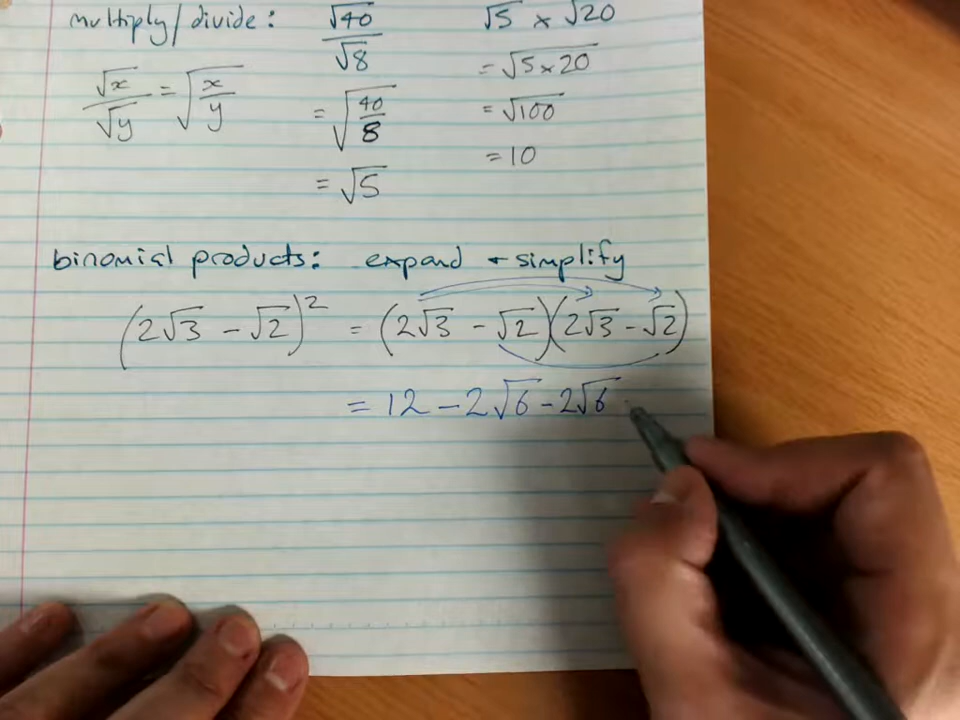 multiply/divide:
√x/√y = √(x/y)
√40/√8
= √(40/8)
= √5
√5 × √20
= √5×20
= √100
= 10
binomial products: expand + simplify
(2√3 - √2)² = (2√3 - √2)(2√3 - √2)
= 12 - 2√6 - 2√6